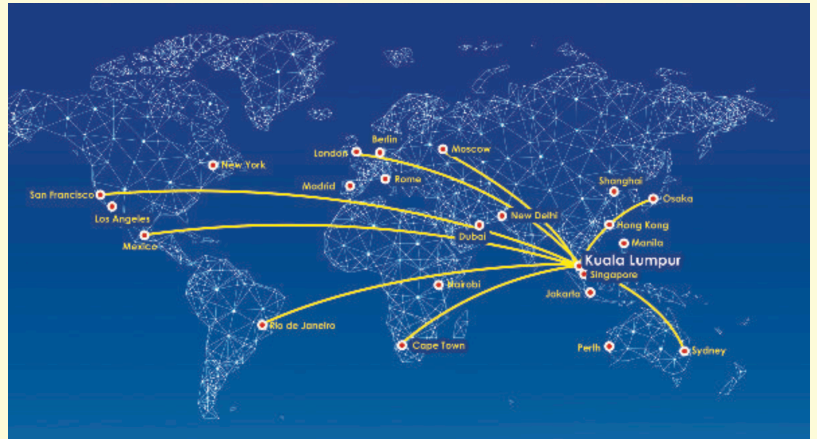 Berlin
London
Moscow
New York
Madrid
Rome
Shanghai
San Francisco
Osaka
Los Angeles
New Delhi
Hong Kong
Dubai
Mexico
Manila
Kuala Lumpur
Singapore
Nairobi
Jakarta
Rio de Janeiro
Cape Town
Perth
Sydney